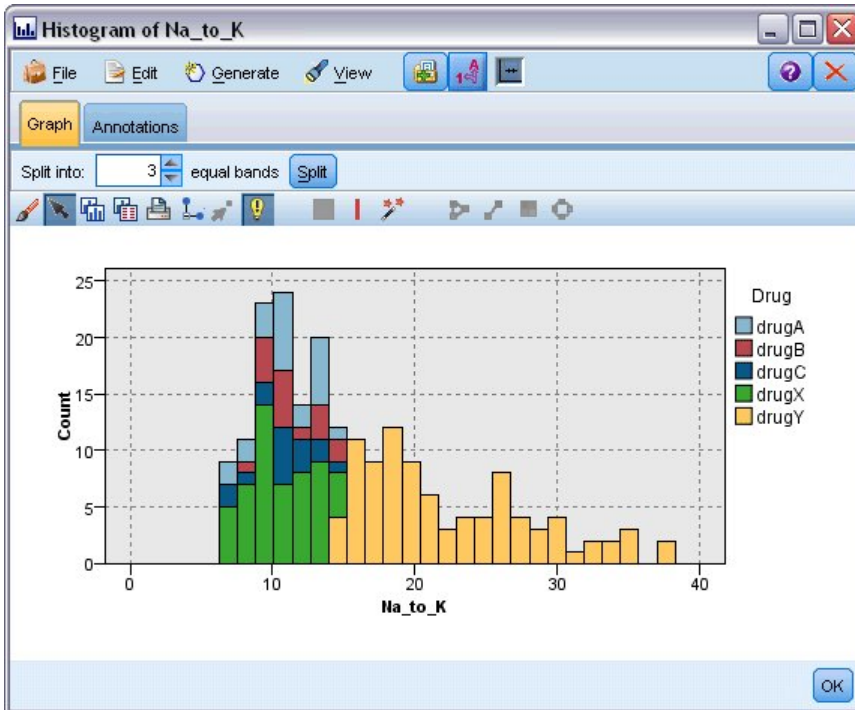 Histogram of Na_to_K
File Edit Generate View
Graph Annotations
Split into: 3 equal bands Split
25
20
15
10
5
0
Count
0 10 20 30 40
Na_to_K
Drug
drugA
drugB
drugC
drugX
drugY
OK